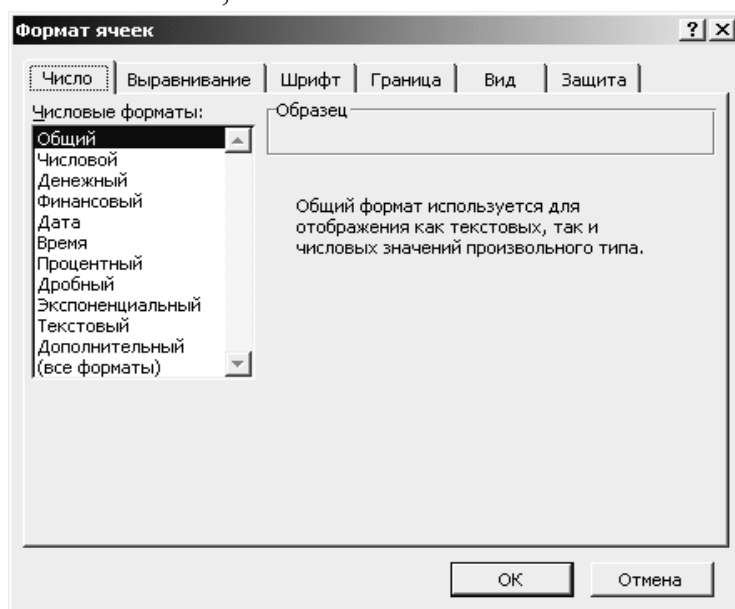 Формат ячеек
Число Выравнивание Шрифт Граница Вид Защита
Числовые форматы:
Общий
Числовой
Денежный
Финансовый
Дата
Время
Процентный
Дробный
Экспоненциальный
Текстовый
Дополнительный
(все форматы)
Образец
Общий формат используется для
отображения как текстовых, так и
числовых значений произвольного типа.
ОК Отмена